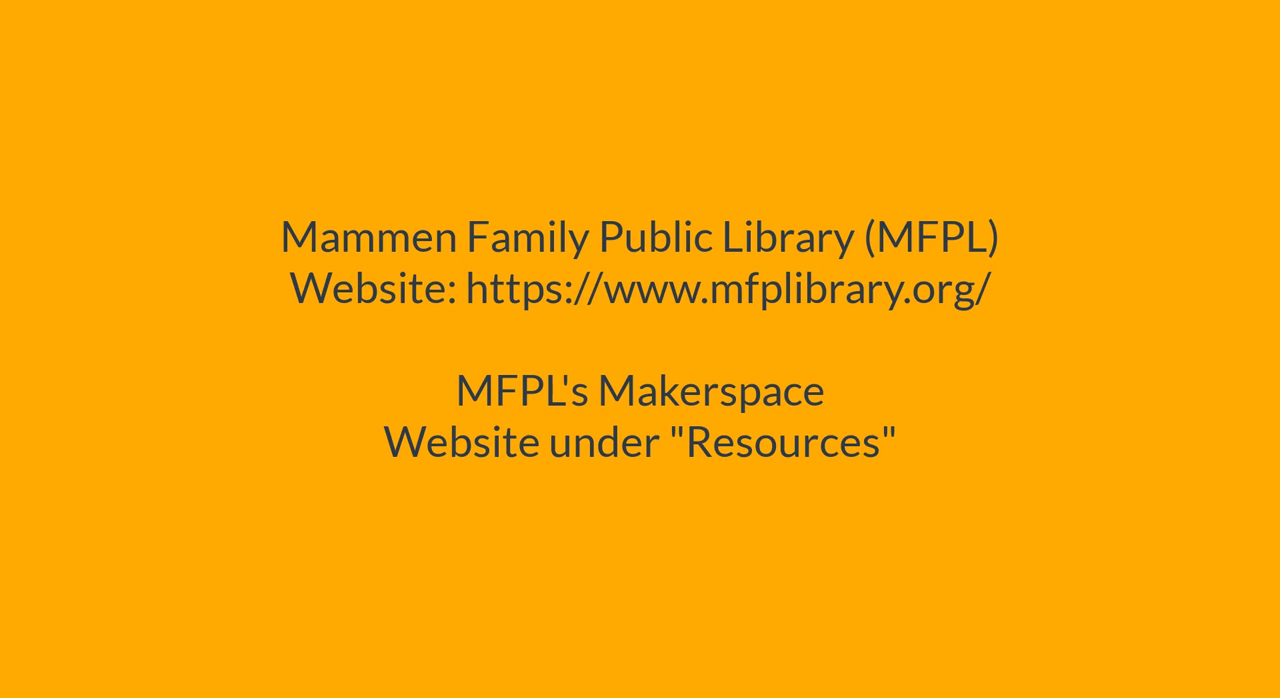 Mammen Family Public Library (MFPL)
Website: https://www.mfplibrary.org/
MFPL's Makerspace
Website under "Resources"